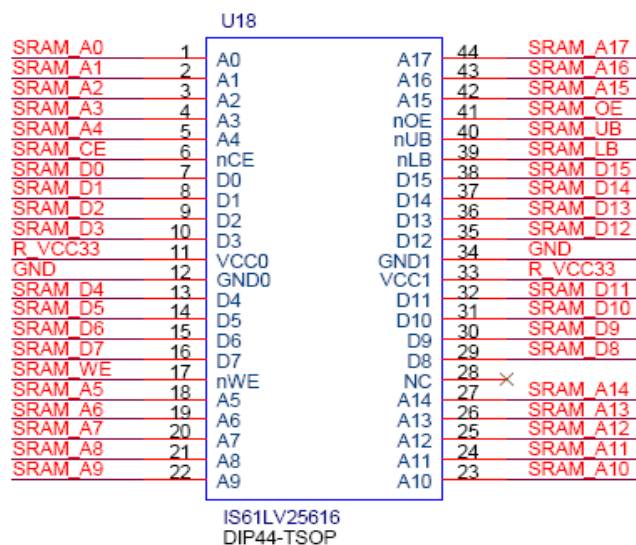 U18
SRAM_A0 1 A0 A17 44 SRAM_A17
SRAM_A1 2 A1 A16 43 SRAM_A16
SRAM_A2 3 A2 A15 42 SRAM_A15
SRAM_A3 4 A3 nOE 41 SRAM_OE
SRAM_A4 5 A4 nUB 40 SRAM_UB
SRAM_CE 6 nCE nLB 39 SRAM_LB
SRAM_D0 7 D0 D15 38 SRAM_D15
SRAM_D1 8 D1 D14 37 SRAM_D14
SRAM_D2 9 D2 D13 36 SRAM_D13
SRAM_D3 10 D3 D12 35 SRAM_D12
R_VCC33 11 VCC0 GND1 34 GND
GND 12 GND0 VCC1 33 R_VCC33
SRAM_D4 13 D4 D11 32 SRAM_D11
SRAM_D5 14 D5 D10 31 SRAM_D10
SRAM_D6 15 D6 D9 30 SRAM_D9
SRAM_D7 16 D7 D8 29 SRAM_D8
SRAM_WE 17 nWE NC 28
SRAM_A5 18 A5 A14 27 SRAM_A14
SRAM_A6 19 A6 A13 26 SRAM_A13
SRAM_A7 20 A7 A12 25 SRAM_A12
SRAM_A8 21 A8 A11 24 SRAM_A11
SRAM_A9 22 A9 A10 23 SRAM_A10
IS61LV25616
DIP44-TSOP